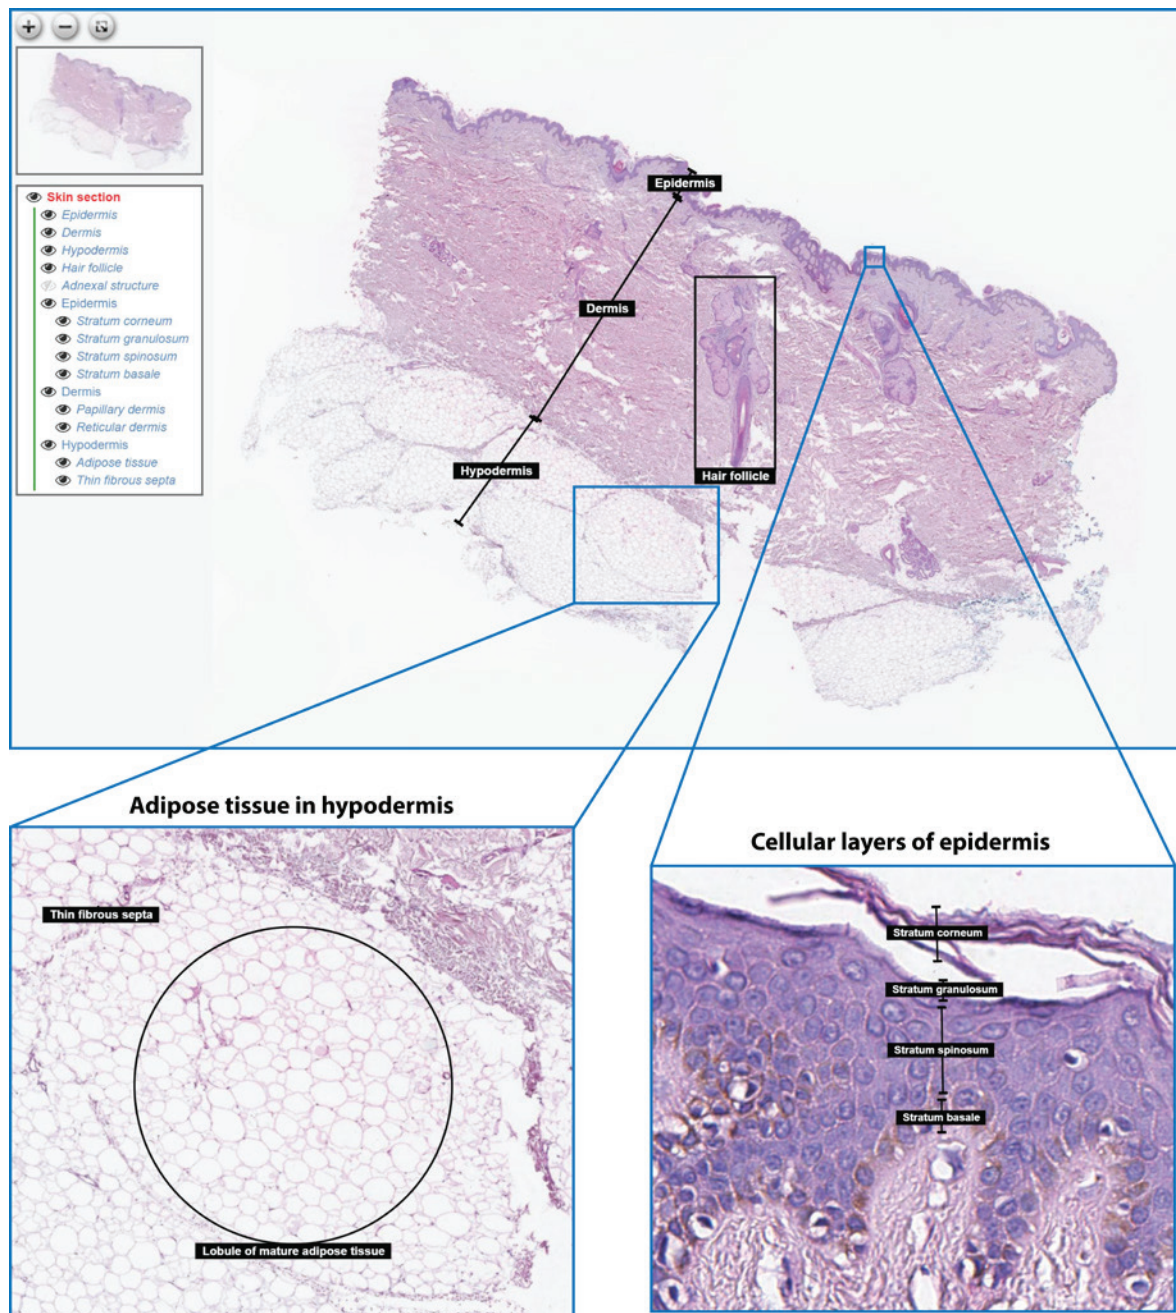 Skin section
Epidermis
Dermis
Hypodermis
Hair follicle
Adnexal structure
Epidermis
Stratum corneum
Stratum granulosum
Stratum spinosum
Stratum basale
Dermis
Papillary dermis
Reticular dermis
Hypodermis
Adipose tissue
Thin fibrous septa
Epidermis
Dermis
Hypodermis
Hair follicle
Adipose tissue in hypodermis
Thin fibrous septa
Lobule of mature adipose tissue
Cellular layers of epidermis
Stratum corneum
Stratum granulosum
Stratum spinosum
Stratum basale